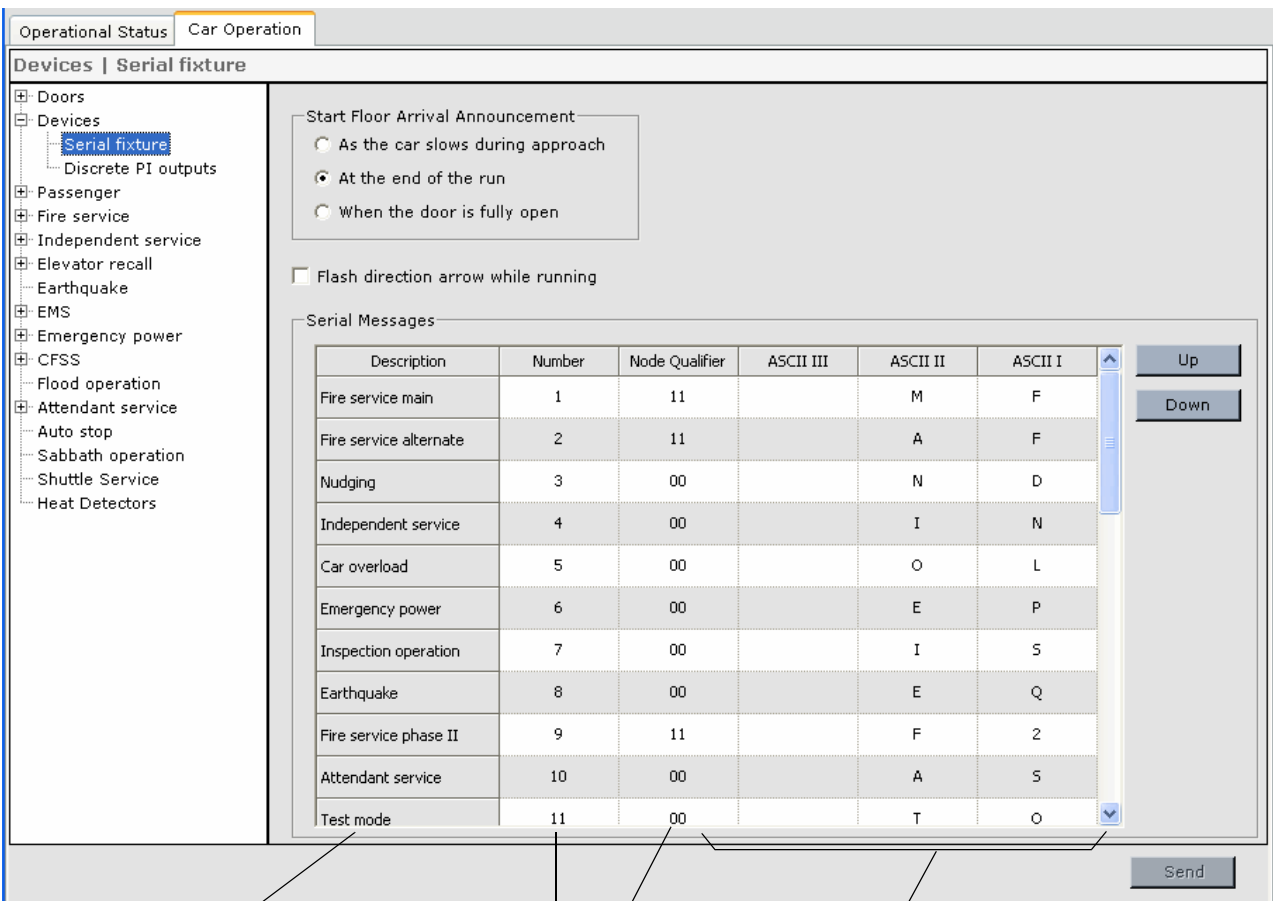 Operational Status Car Operation
Devices | Serial fixture
Doors
Devices
Serial fixture
Discrete PI outputs
Passenger
Fire service
Independent service
Elevator recall
Earthquake
EMS
Emergency power
CFSS
Flood operation
Attendant service
Auto stop
Sabbath operation
Shuttle Service
Heat Detectors
Start Floor Arrival Announcement
As the car slows during approach
At the end of the run
When the door is fully open
Flash direction arrow while running
Serial Messages
Description Number Node Qualifier ASCII III ASCII II ASCII I
Fire service main 1 11 M F
Fire service alternate 2 11 A F
Nudging 3 00 N D
Independent service 4 00 I N
Car overload 5 00 O L
Emergency power 6 00 E P
Inspection operation 7 00 I S
Earthquake 8 00 E Q
Fire service phase II 9 11 F 2
Attendant service 10 00 A S
Test mode 11 00 T O
Up
Down
Send